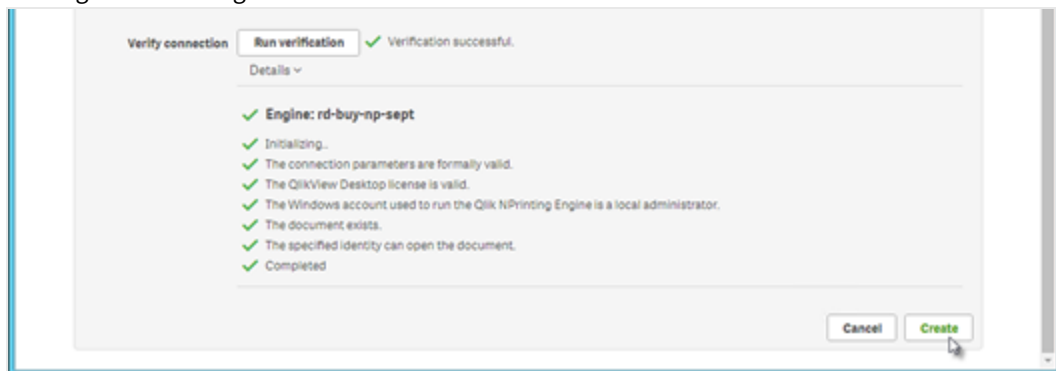 Verify connection Run verification Verification successful.
Details
Engine: rd-buy-np-sept
Initializing..
The connection parameters are formally valid.
The QlikView Desktop license is valid.
The Windows account used to run the Qlik NPrinting Engine is a local administrator.
The document exists.
The specified identity can open the document.
Completed
Cancel Create